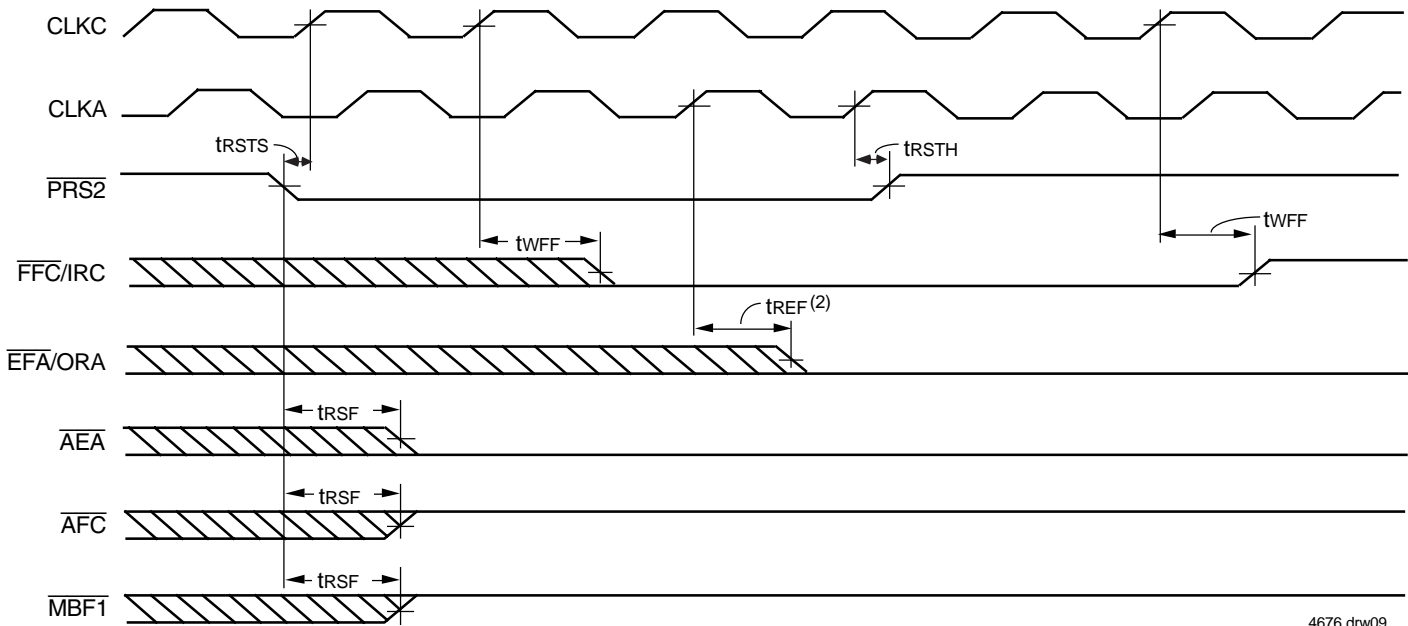 CLKC
CLKA
tRSTS
tRSTH
PRS2
tWFF
tWFF
FFC/IRC
tREF(2)
EFA/ORA
tRSF
AEA
tRSF
AFC
tRSF
MBF1
4676 drw09